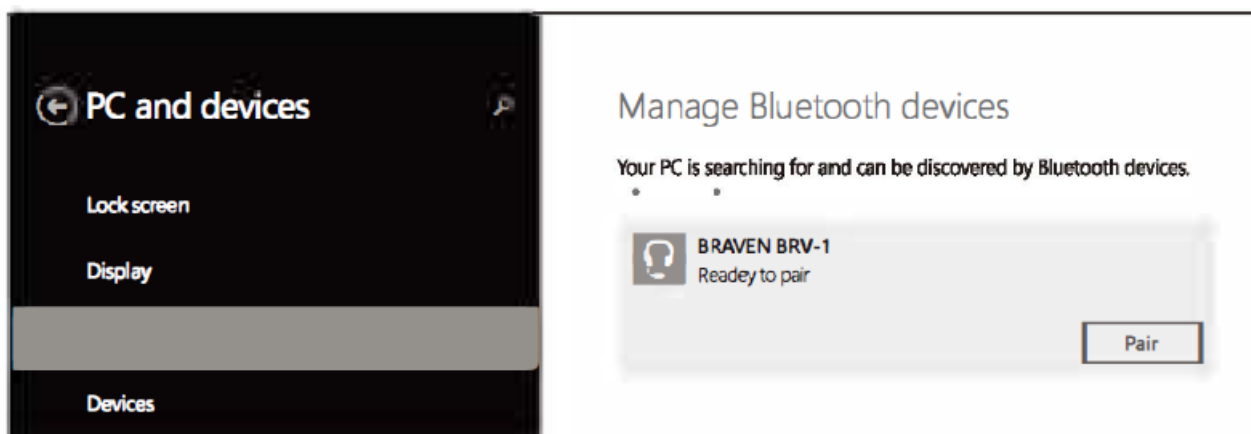 PC and devices
Lock screen
Display
Devices
Manage Bluetooth devices
Your PC is searching for and can be discovered by Bluetooth devices.
BRAVEN BRV-1
Readey to pair
Pair